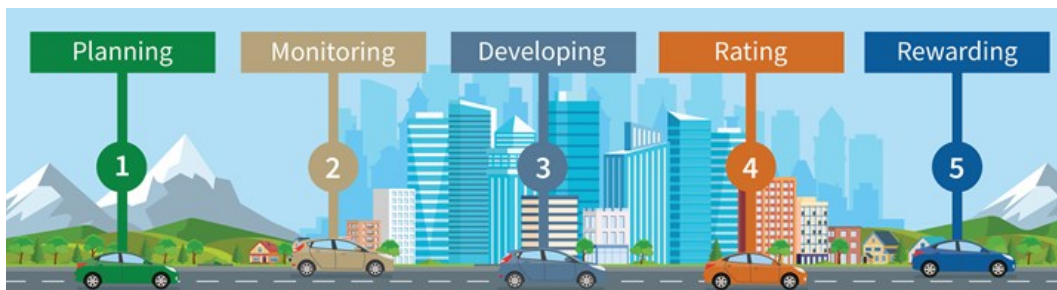 Planning
Monitoring
Developing
Rating
Rewarding
1
2
3
4
5